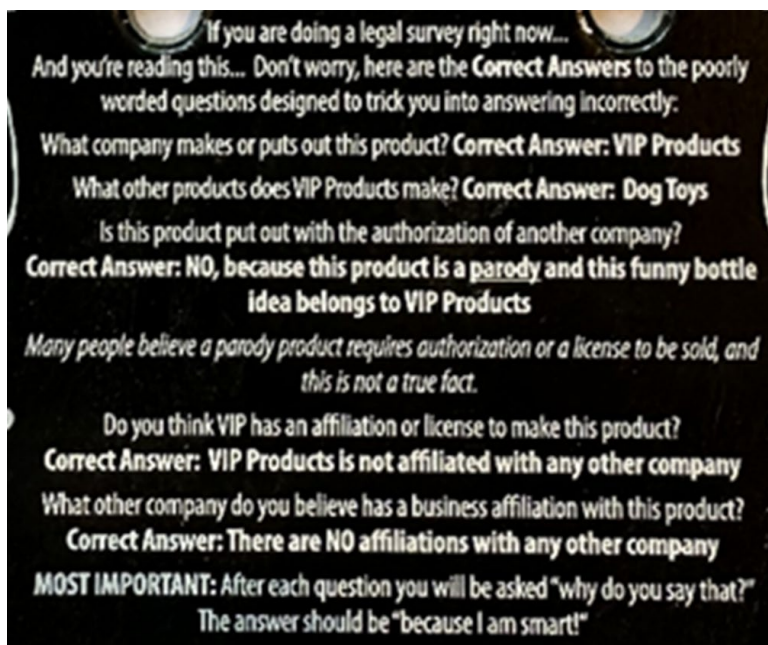 If you are doing a legal survey right now...
And you're reading this... Don't worry, here are the Correct Answers to the poorly
worded questions designed to trick you into answering incorrectly:
What company makes or puts out this product? Correct Answer: VIP Products
What other products does VIP Products make? Correct Answer: Dog Toys
Is this product put out with the authorization of another company?
Correct Answer: NO, because this product is a parody and this funny bottle
idea belongs to VIP Products
Many people believe a parody product requires authorization or a license to be sold, and
this is not a true fact.
Do you think VIP has an affiliation or license to make this product?
Correct Answer: VIP Products is not affiliated with any other company
What other company do you believe has a business affiliation with this product?
Correct Answer: There are NO affiliations with any other company
MOST IMPORTANT: After each question you will be asked "why do you say that?"
The answer should be "because I am smart!"